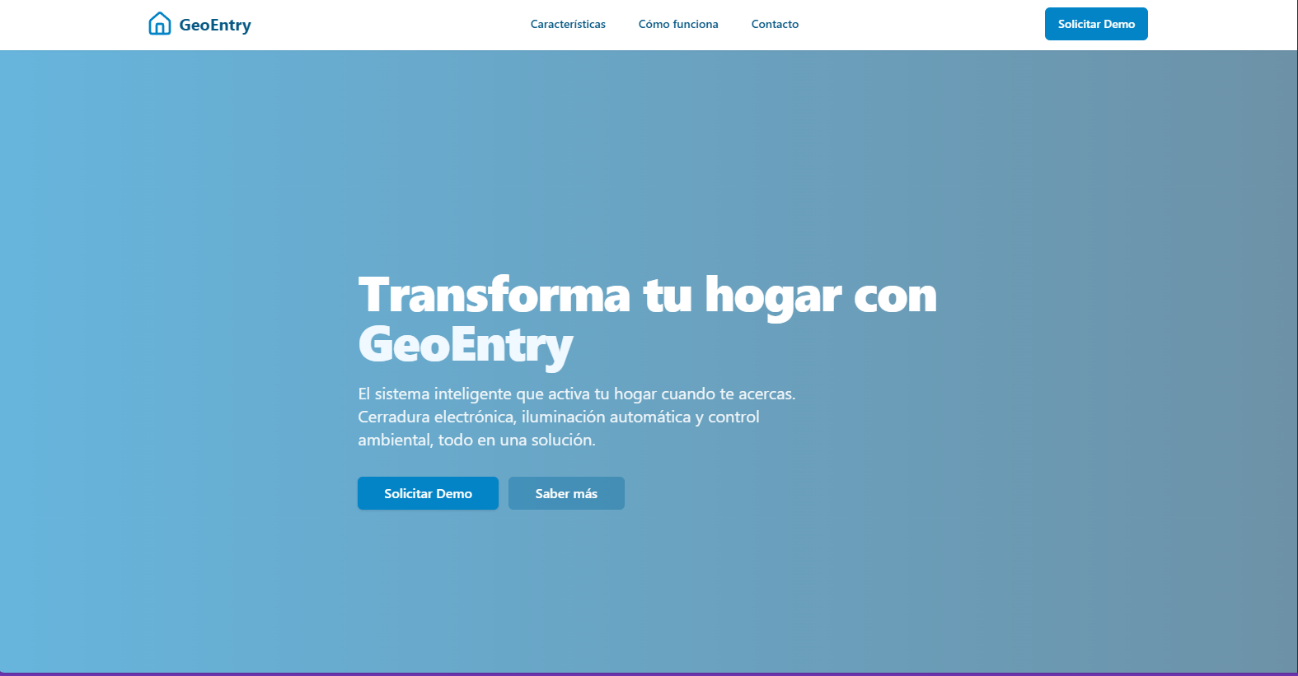 GeoEntry
Características
Cómo funciona
Contacto
Solicitar Demo
Transforma tu hogar con
GeoEntry
El sistema inteligente que activa tu hogar cuando te acercas.
Cerradura electrónica, iluminación automática y control
ambiental, todo en una solución.
Solicitar Demo
Saber más